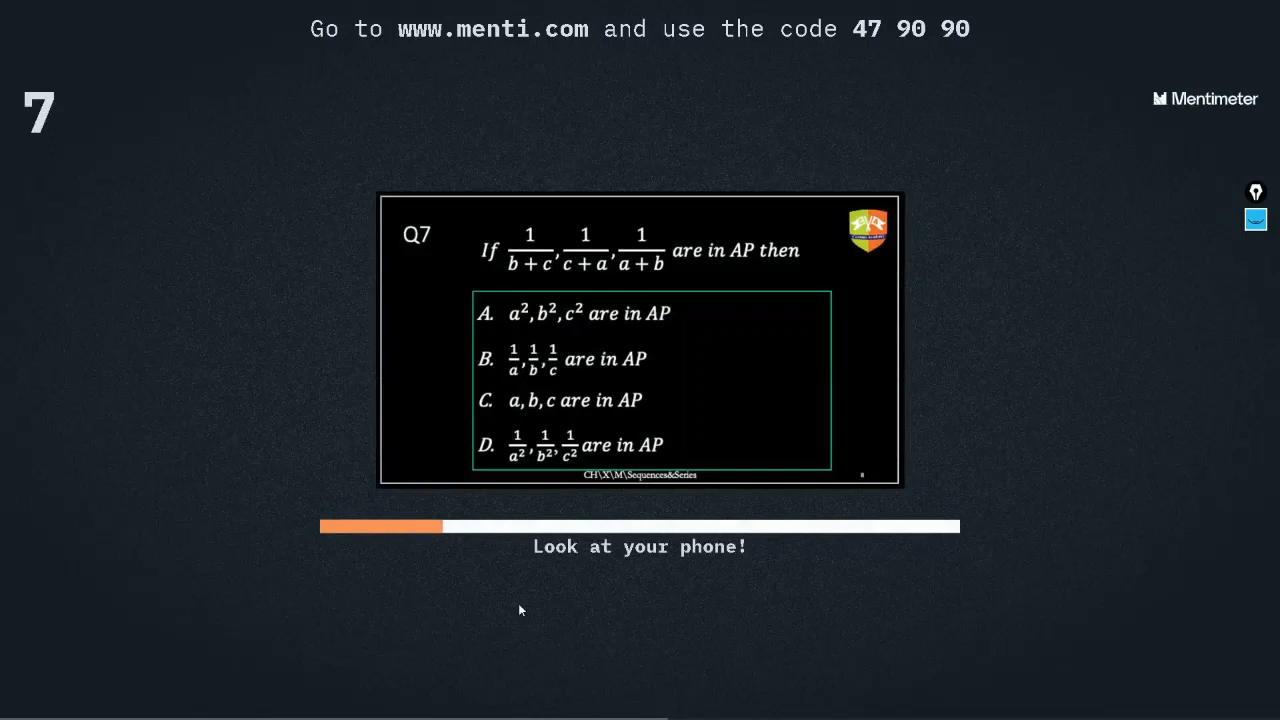 Go to www.menti.com and use the code 47 90 90
7
Mentimeter
Q7
If 1/(b + c), 1/(c + a), 1/(a + b) are in AP then
A. a², b², c² are in AP
B. 1/a, 1/b, 1/c are in AP
C. a, b, c are in AP
D. 1/a², 1/b², 1/c² are in AP
CH\X\M\Sequences&Series
8
Look at your phone!